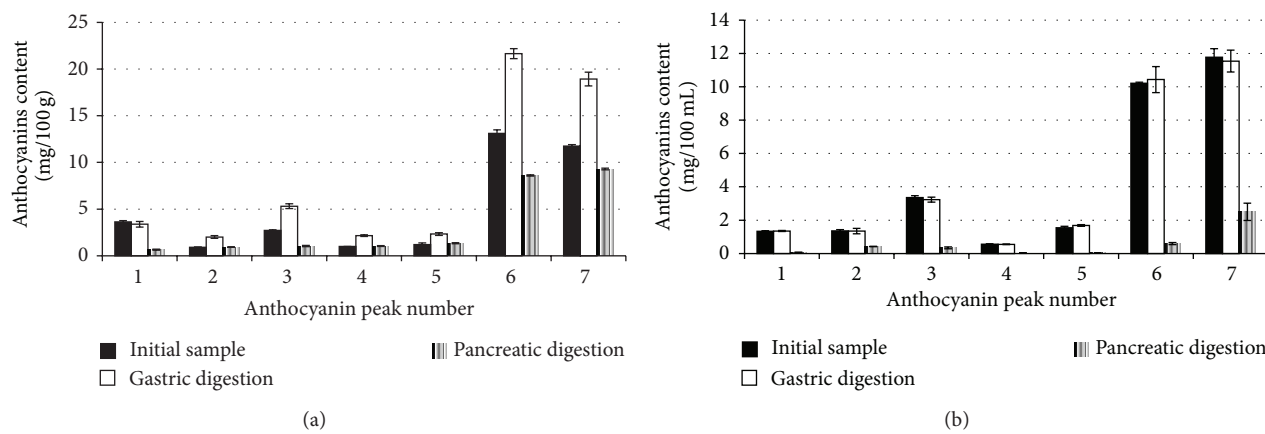 Anthocyanins content
(mg/100 g)
25
20
15
10
5
0
1 2 3 4 5 6 7
Anthocyanin peak number
Initial sample
Pancreatic digestion
Gastric digestion
(a)
Anthocyanins content
(mg/100 mL)
14
12
10
8
6
4
2
0
1 2 3 4 5 6 7
Anthocyanin peak number
Initial sample
Pancreatic digestion
Gastric digestion
(b)